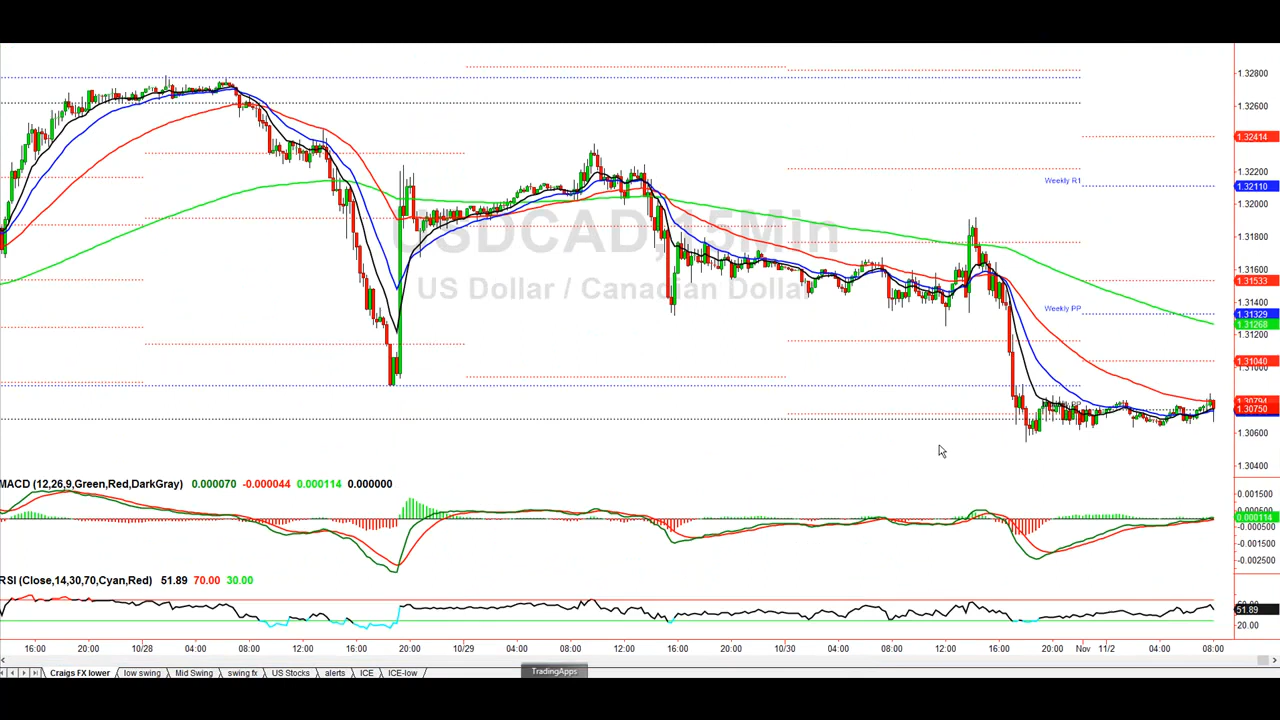 1.32800
1.32600
1.32414
1.32200
Weekly R1
1.32110
1.32000
USDCAD,15Min
1.31800
US Dollar / Canadian Dollar
1.31600
1.31533
1.31400
Weekly PP
1.31329
1.31268
1.31040
1.31000
1.30750
1.30600
1.30400
MACD (12,26,9,Green,Red,DarkGray) 0.000070 -0.000044 0.000114 0.000000
0.001500
0.000114
-0.000500
-0.001500
-0.002500
RSI (Close,14,30,70,Cyan,Red) 51.89 70.00 30.00
51.89
20.00
16:00 20:00 10/28 04:00 08:00 12:00 16:00 20:00 10/29 04:00 08:00 12:00 16:00 20:00 10/30 04:00 08:00 12:00 16:00 20:00 Nov 11/2 04:00 08:00
Craigs FX lower low swing Mid Swing swing fx US Stocks alerts ICE ICE-low
TradingApps